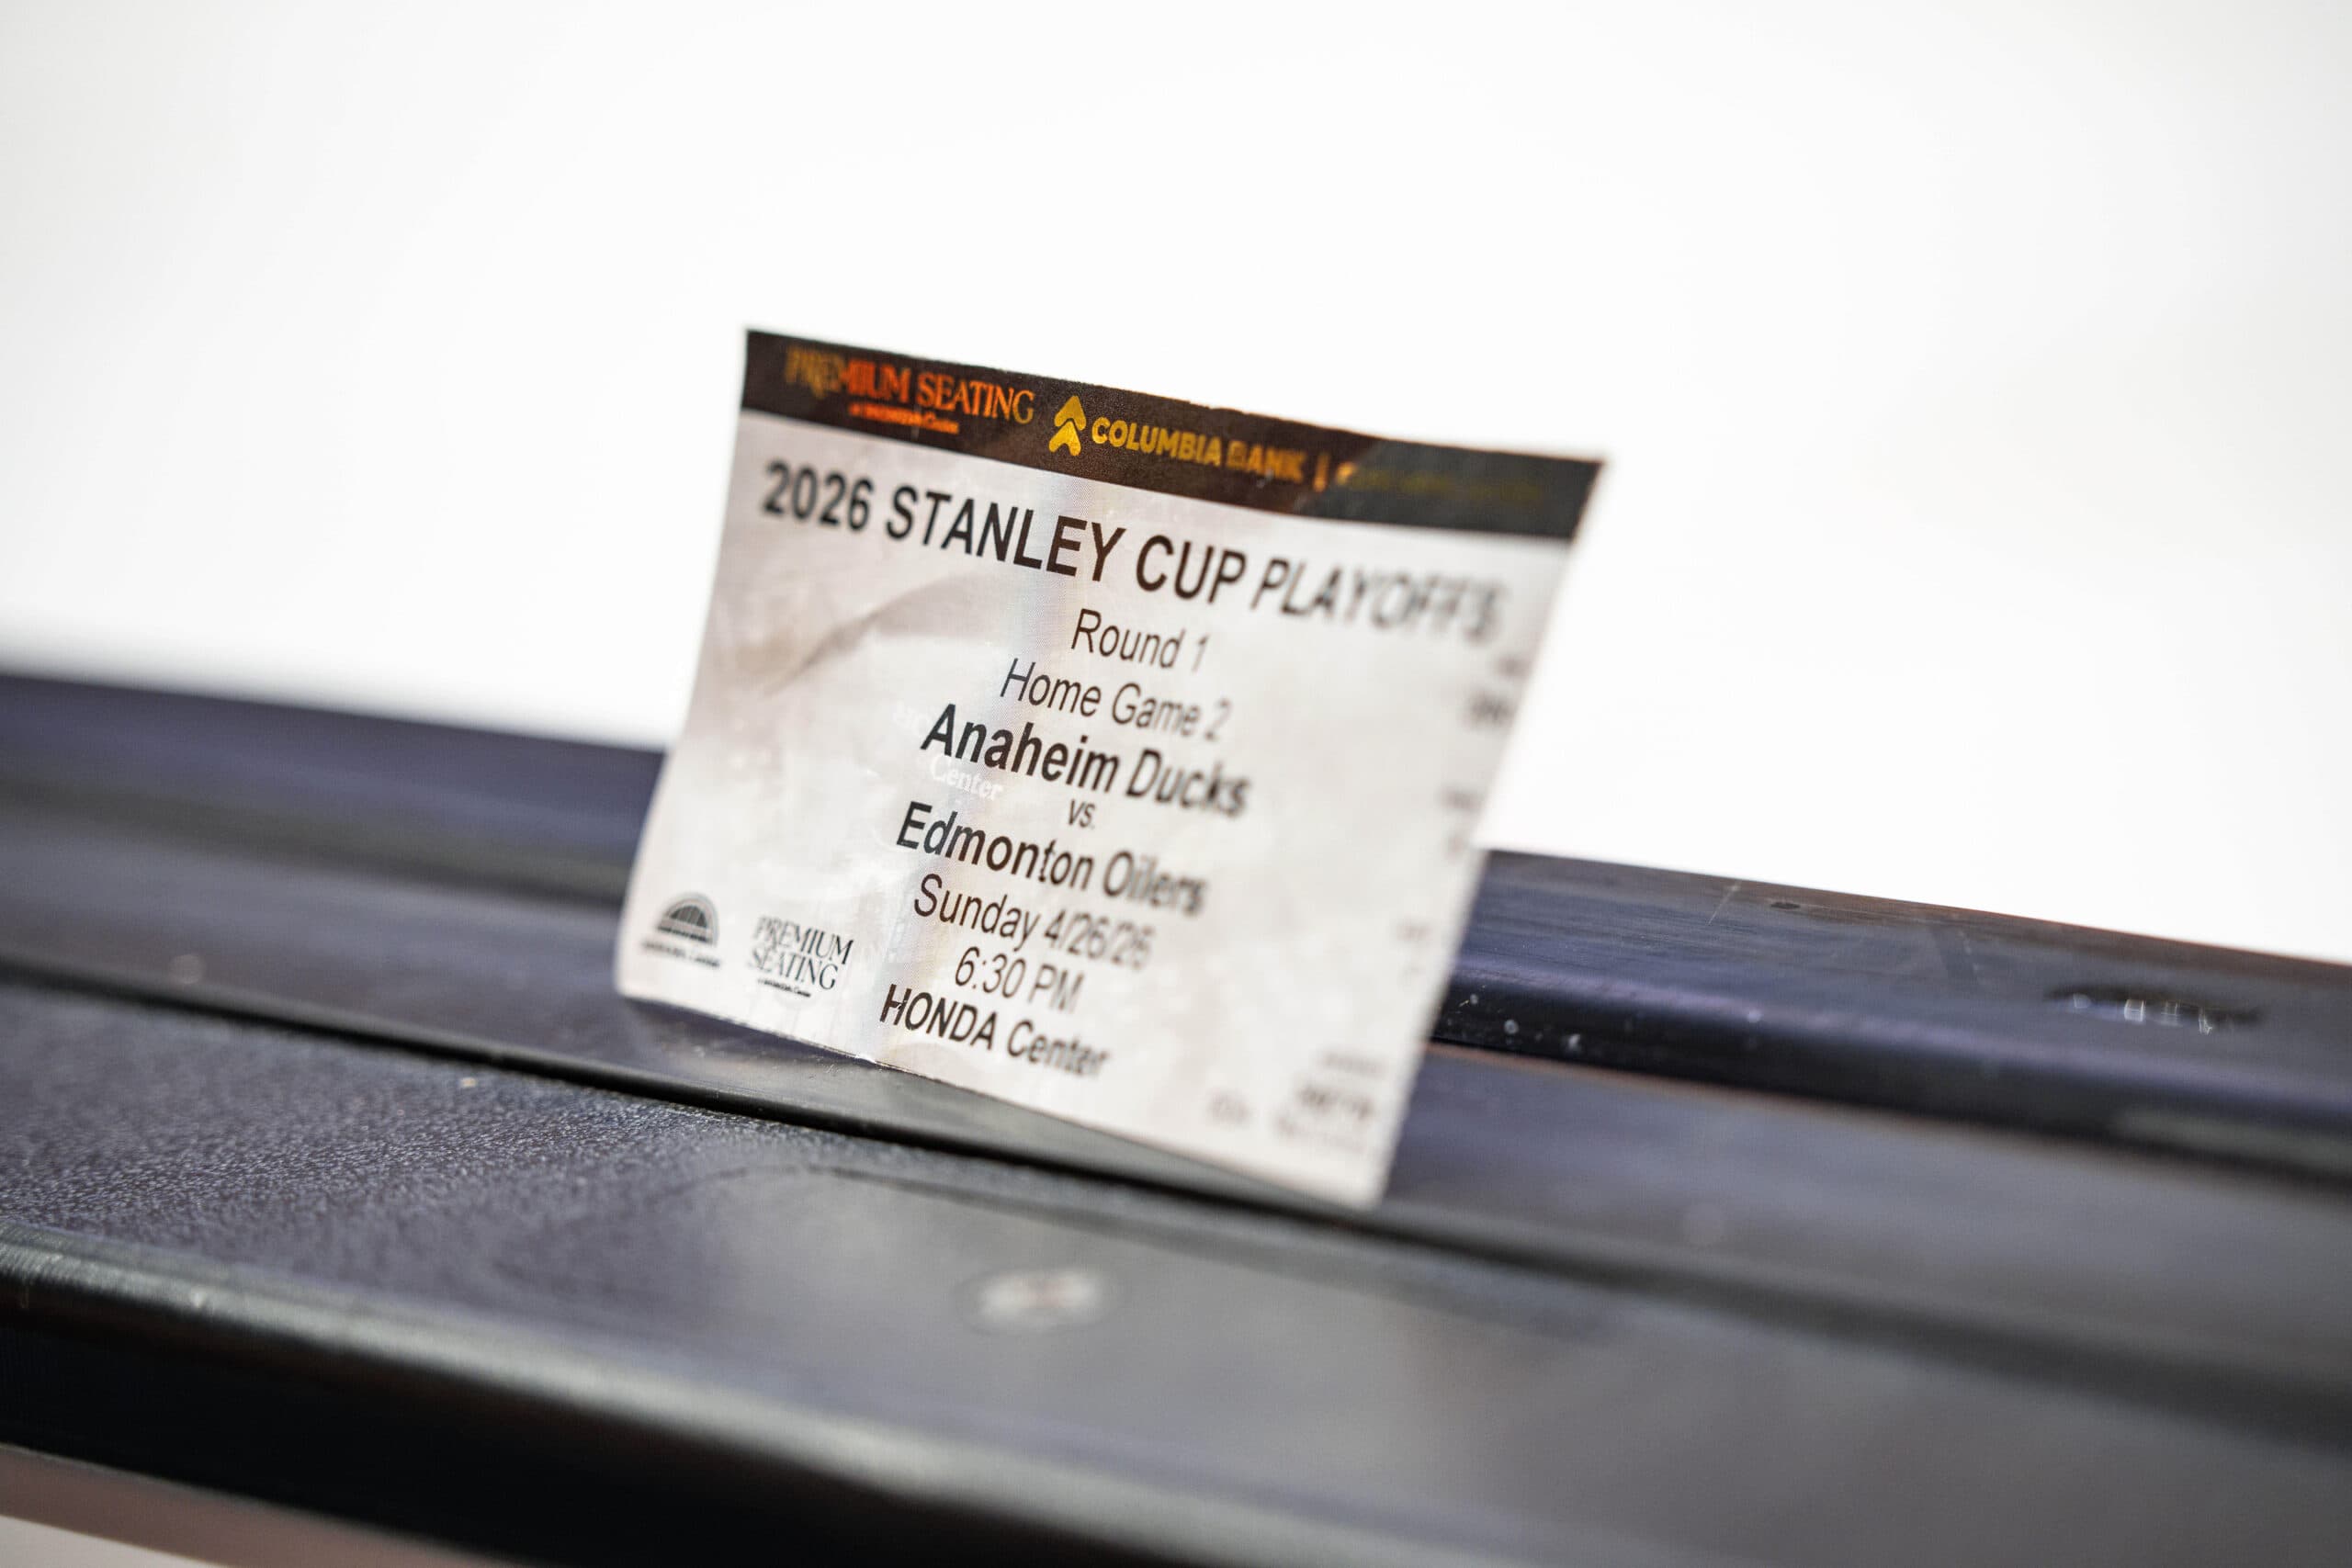 PREMIUM SEATING
COLUMBIA BANK |
2026 STANLEY CUP PLAYOFFS
Round 1
Home Game 2
Anaheim Ducks
Center
vs.
Edmonton Oilers
Sunday 4/26/26
6:30 PM
HONDA Center
PREMIUM
SEATING